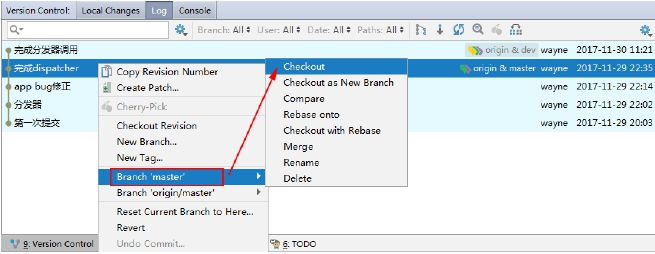 Version Control: Local Changes Log Console
Branch: All User: All Date: All Paths: All
完成分发器调用 origin & dev wayne 2017-11-30 11:21
完成dispatcher origin & master wayne 2017-11-29 22:35
app bug修正 wayne 2017-11-29 22:14
分发器 wayne 2017-11-29 22:02
第一次提交 wayne 2017-11-29 20:03
Copy Revision Number
Create Patch...
Cherry-Pick
Checkout Revision
New Branch...
New Tag...
Branch 'master'
Branch 'origin/master'
Reset Current Branch to Here...
Revert
Undo Commit...
Checkout
Checkout as New Branch
Compare
Rebase onto
Checkout with Rebase
Merge
Rename
Delete
9: Version Control 6: TODO